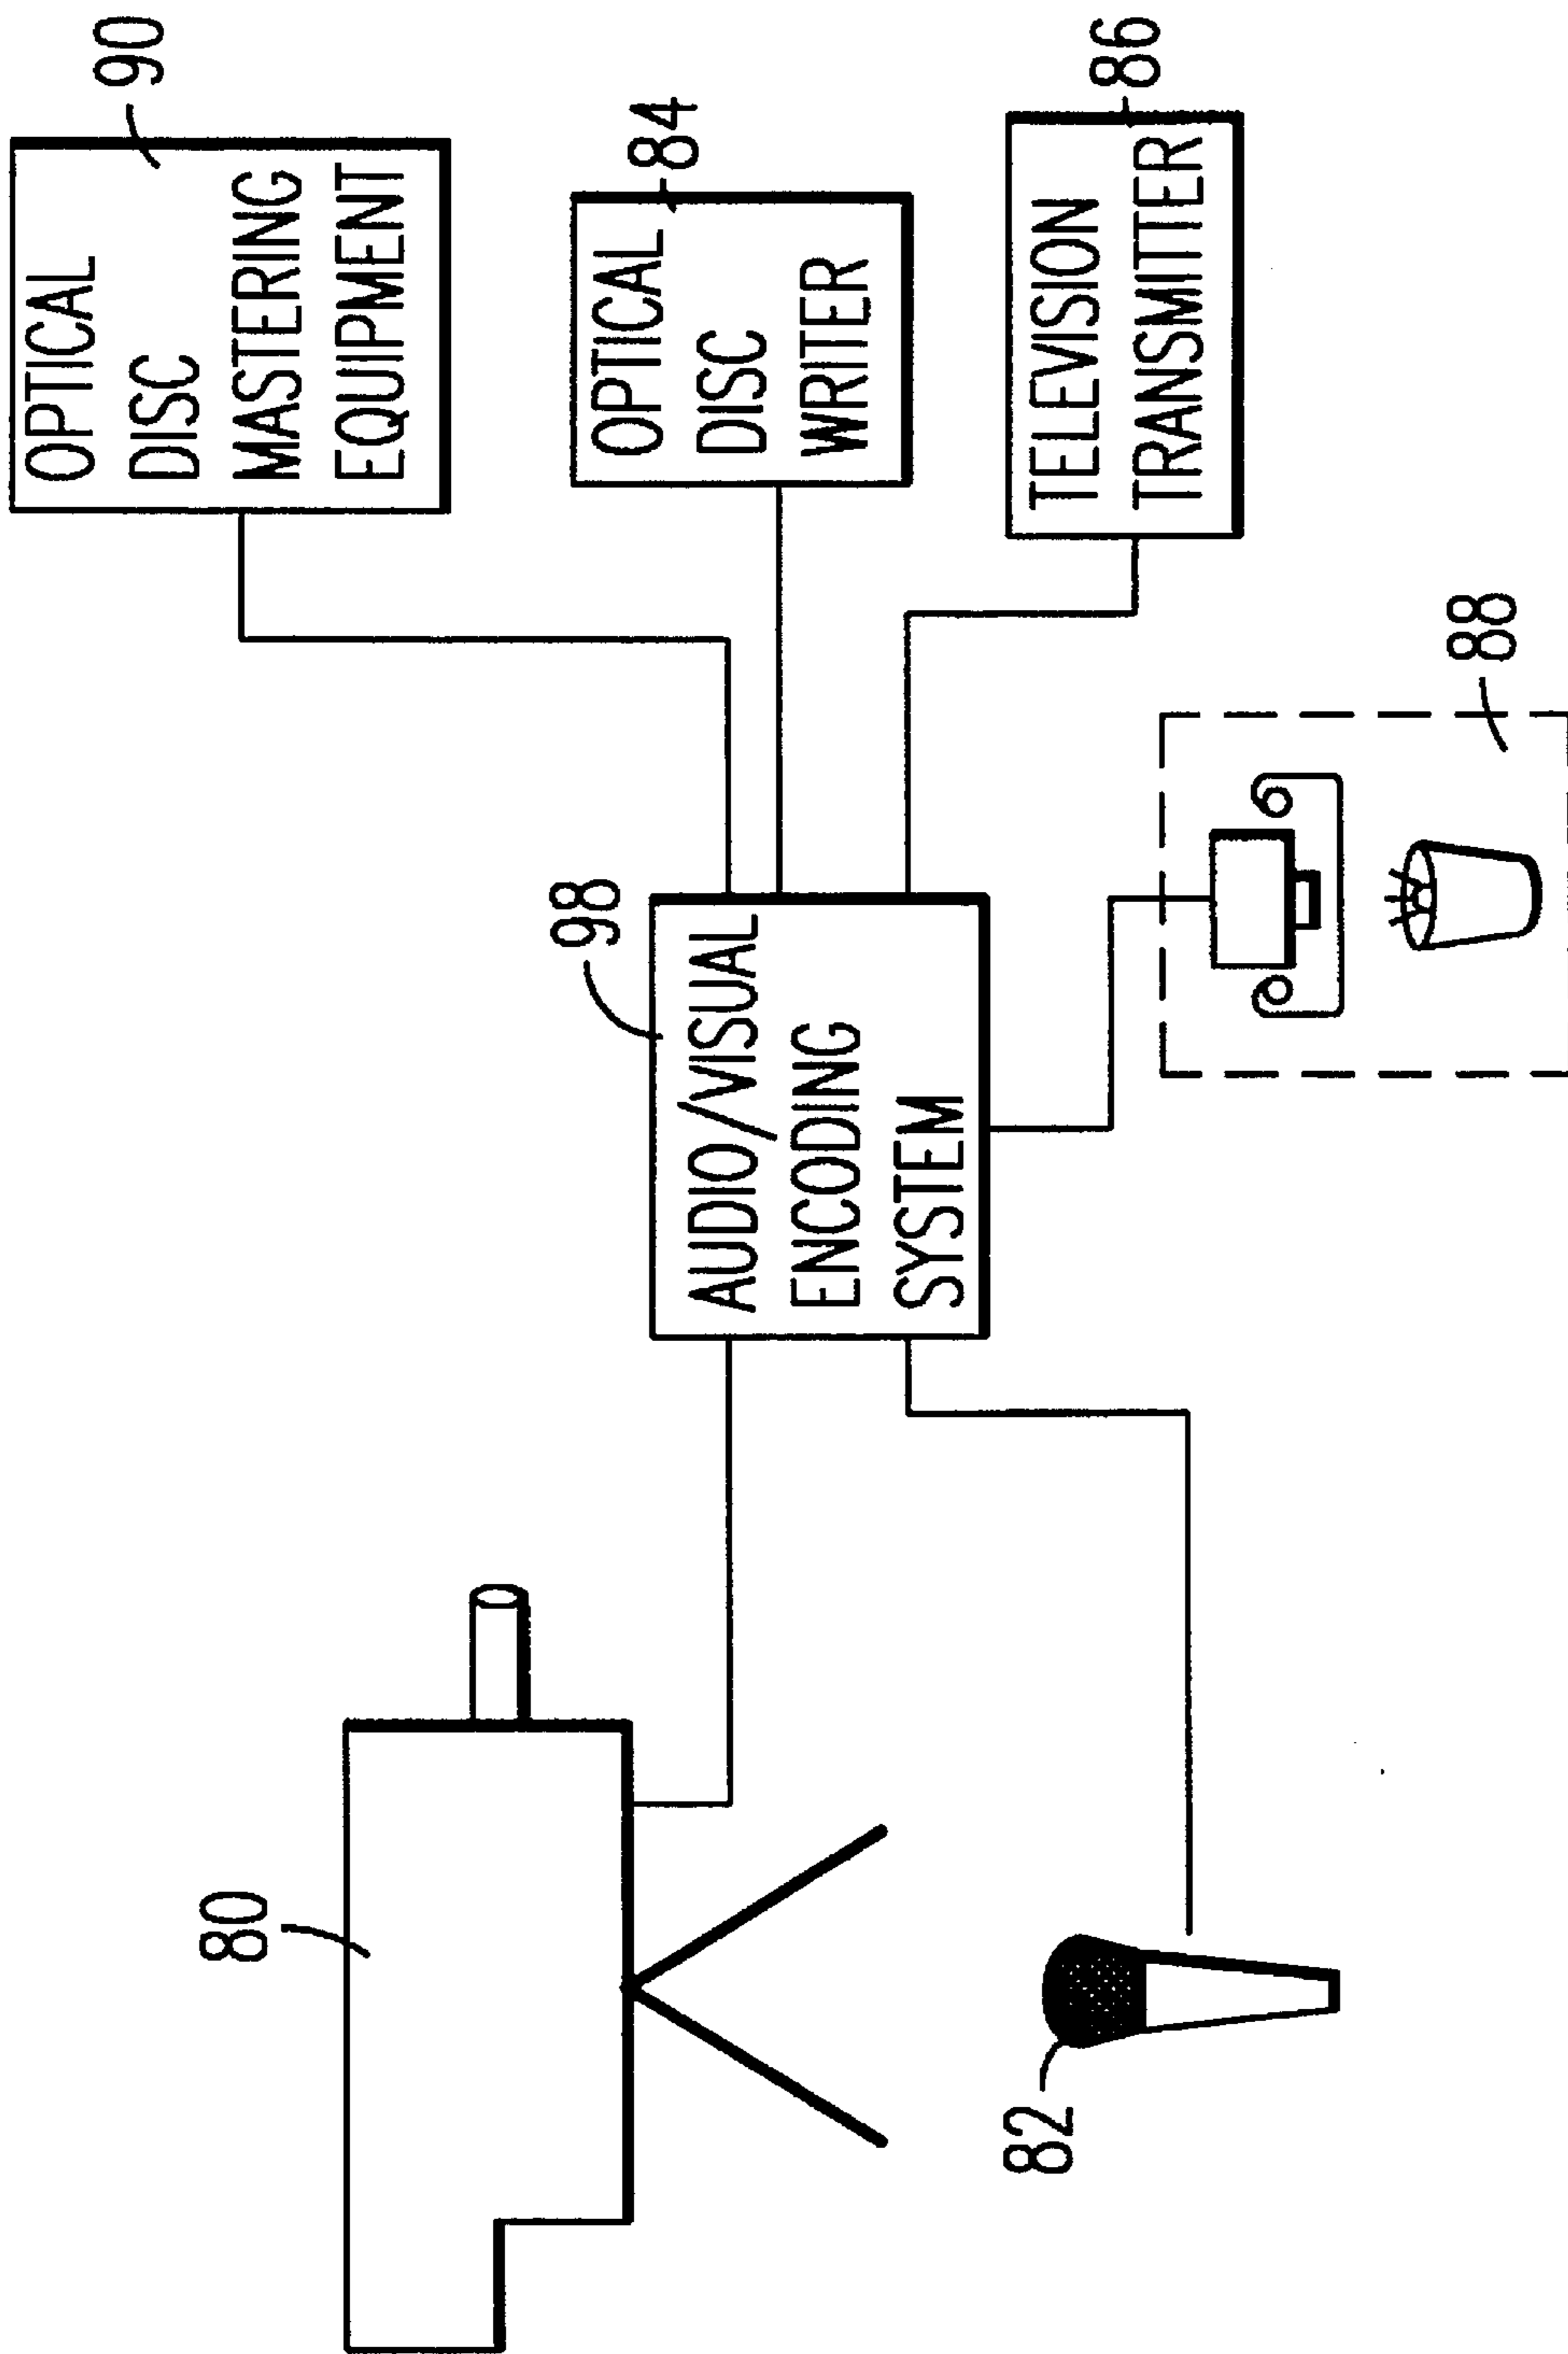 90
OPTICAL
DISC
MASTERING
EQUIPMENT
84
OPTICAL
DISC
WRITER
86
TELEVISION
TRANSMITTER
98
AUDIO/VISUAL
ENCODING
SYSTEM
88
80
82